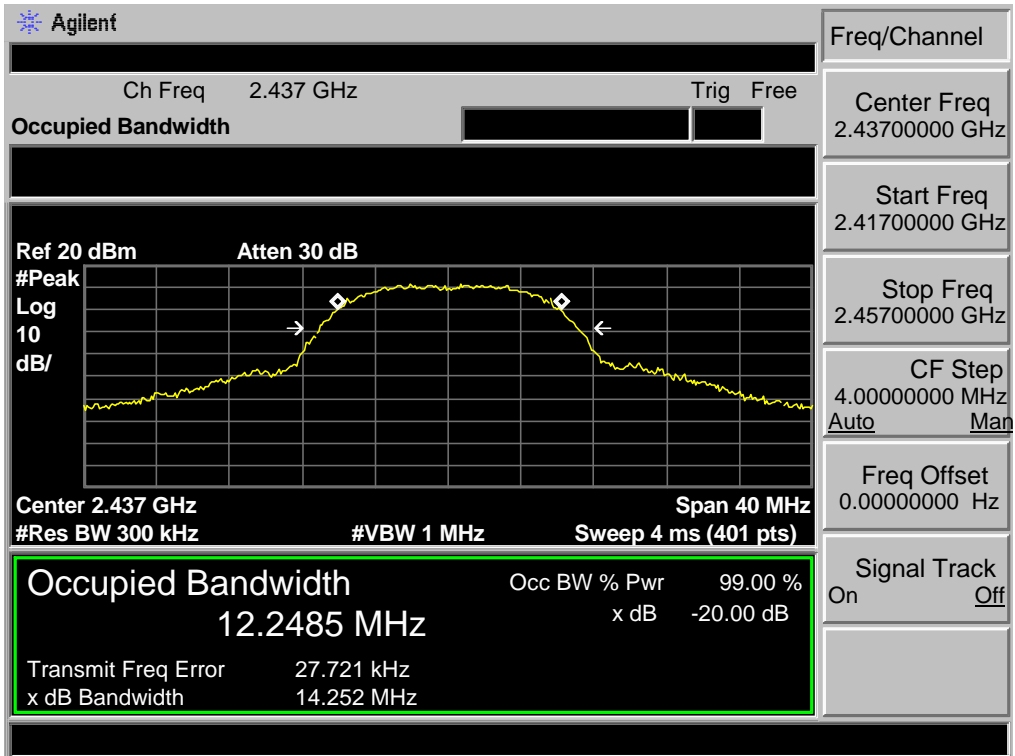 Agilent
Freq/Channel
Ch Freq 2.437 GHz Trig Free
Occupied Bandwidth
Center Freq
2.43700000 GHz
Start Freq
2.41700000 GHz
Stop Freq
2.45700000 GHz
CF Step
4.00000000 MHz
Auto Man
Freq Offset
0.00000000 Hz
Signal Track
On Off
Ref 20 dBm Atten 30 dB
#Peak
Log
10
dB/
Center 2.437 GHz Span 40 MHz
#Res BW 300 kHz #VBW 1 MHz Sweep 4 ms (401 pts)
Occupied Bandwidth Occ BW % Pwr 99.00 %
12.2485 MHz x dB -20.00 dB
Transmit Freq Error 27.721 kHz
x dB Bandwidth 14.252 MHz